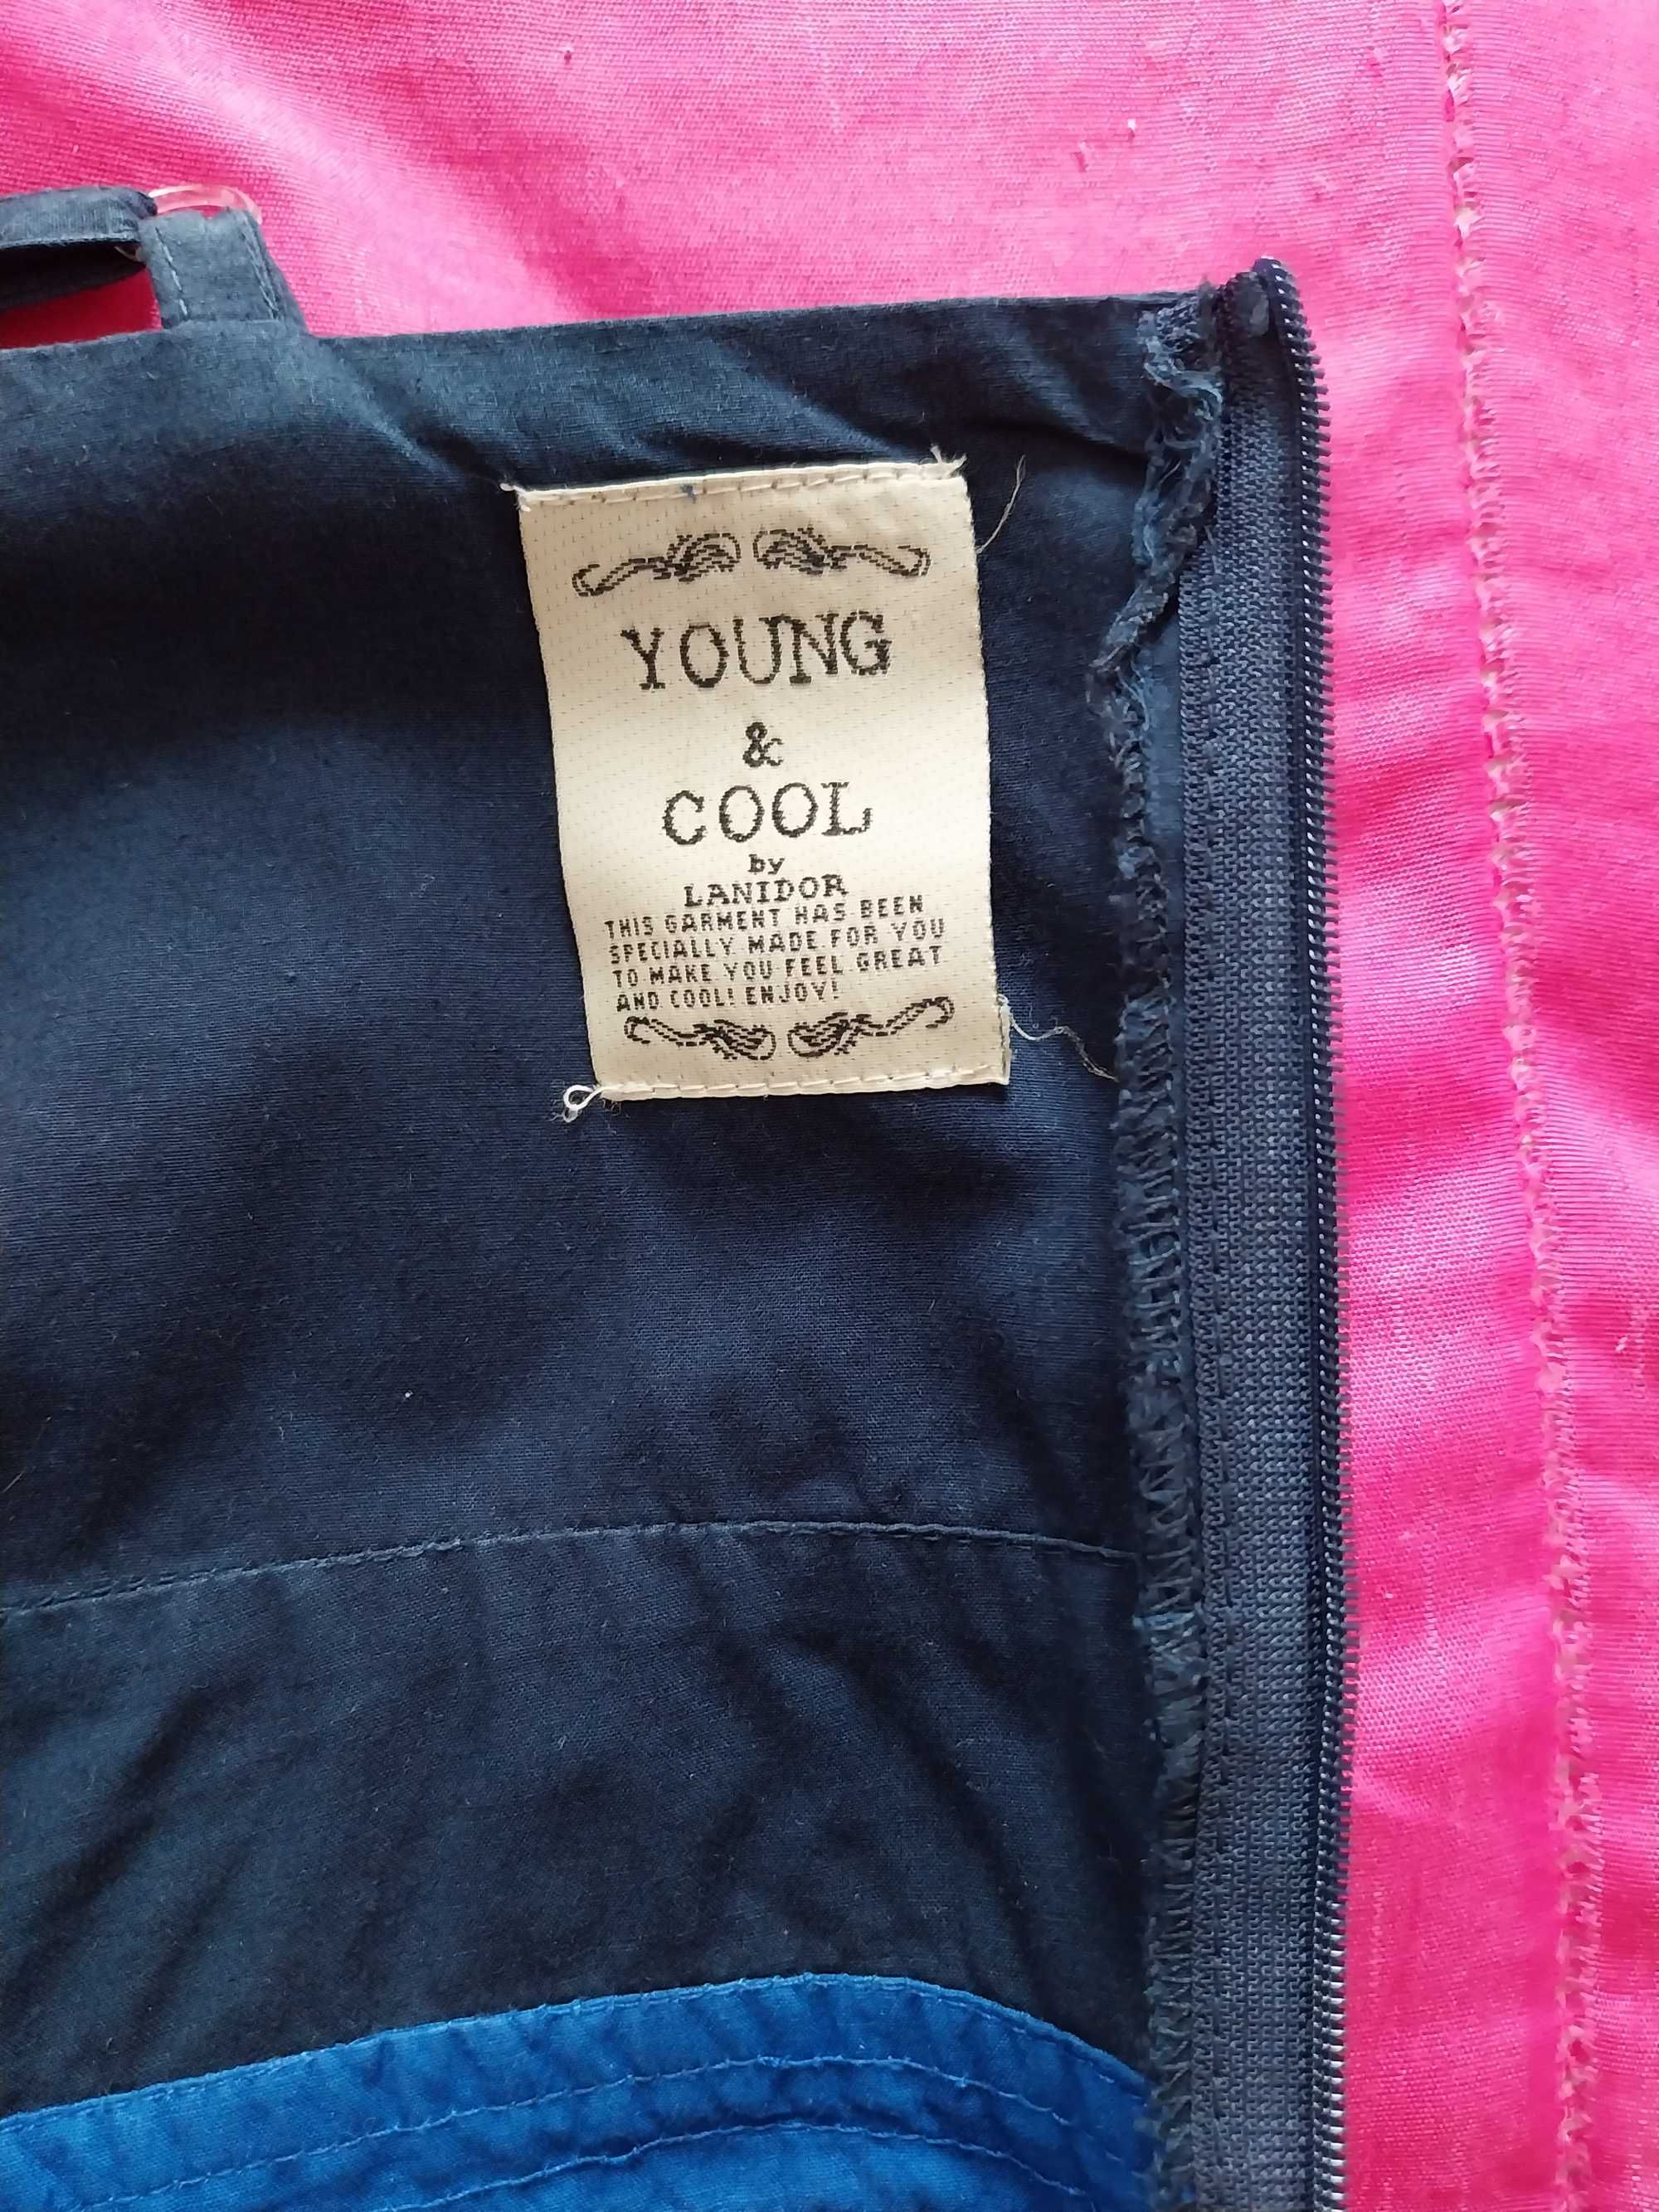 YOUNG
&
COOL
by
LANIDOR
THIS GARMENT HAS BEEN
SPECIALLY MADE FOR YOU
TO MAKE YOU FEEL GREAT
AND COOL! ENJOY!